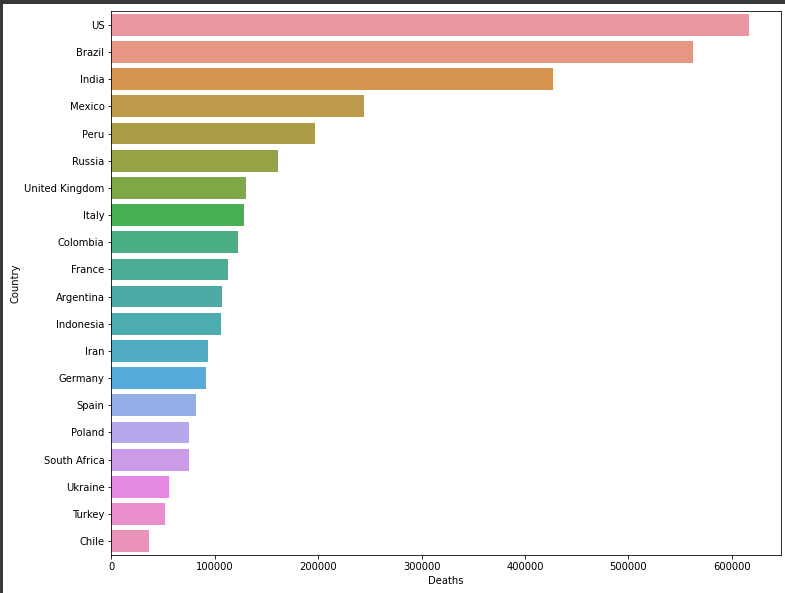 US
Brazil
India
Mexico
Peru
Russia
United Kingdom
Italy
Colombia
France
Argentina
Indonesia
Iran
Germany
Spain
Poland
South Africa
Ukraine
Turkey
Chile
Country
0 100000 200000 300000 400000 500000 600000
Deaths